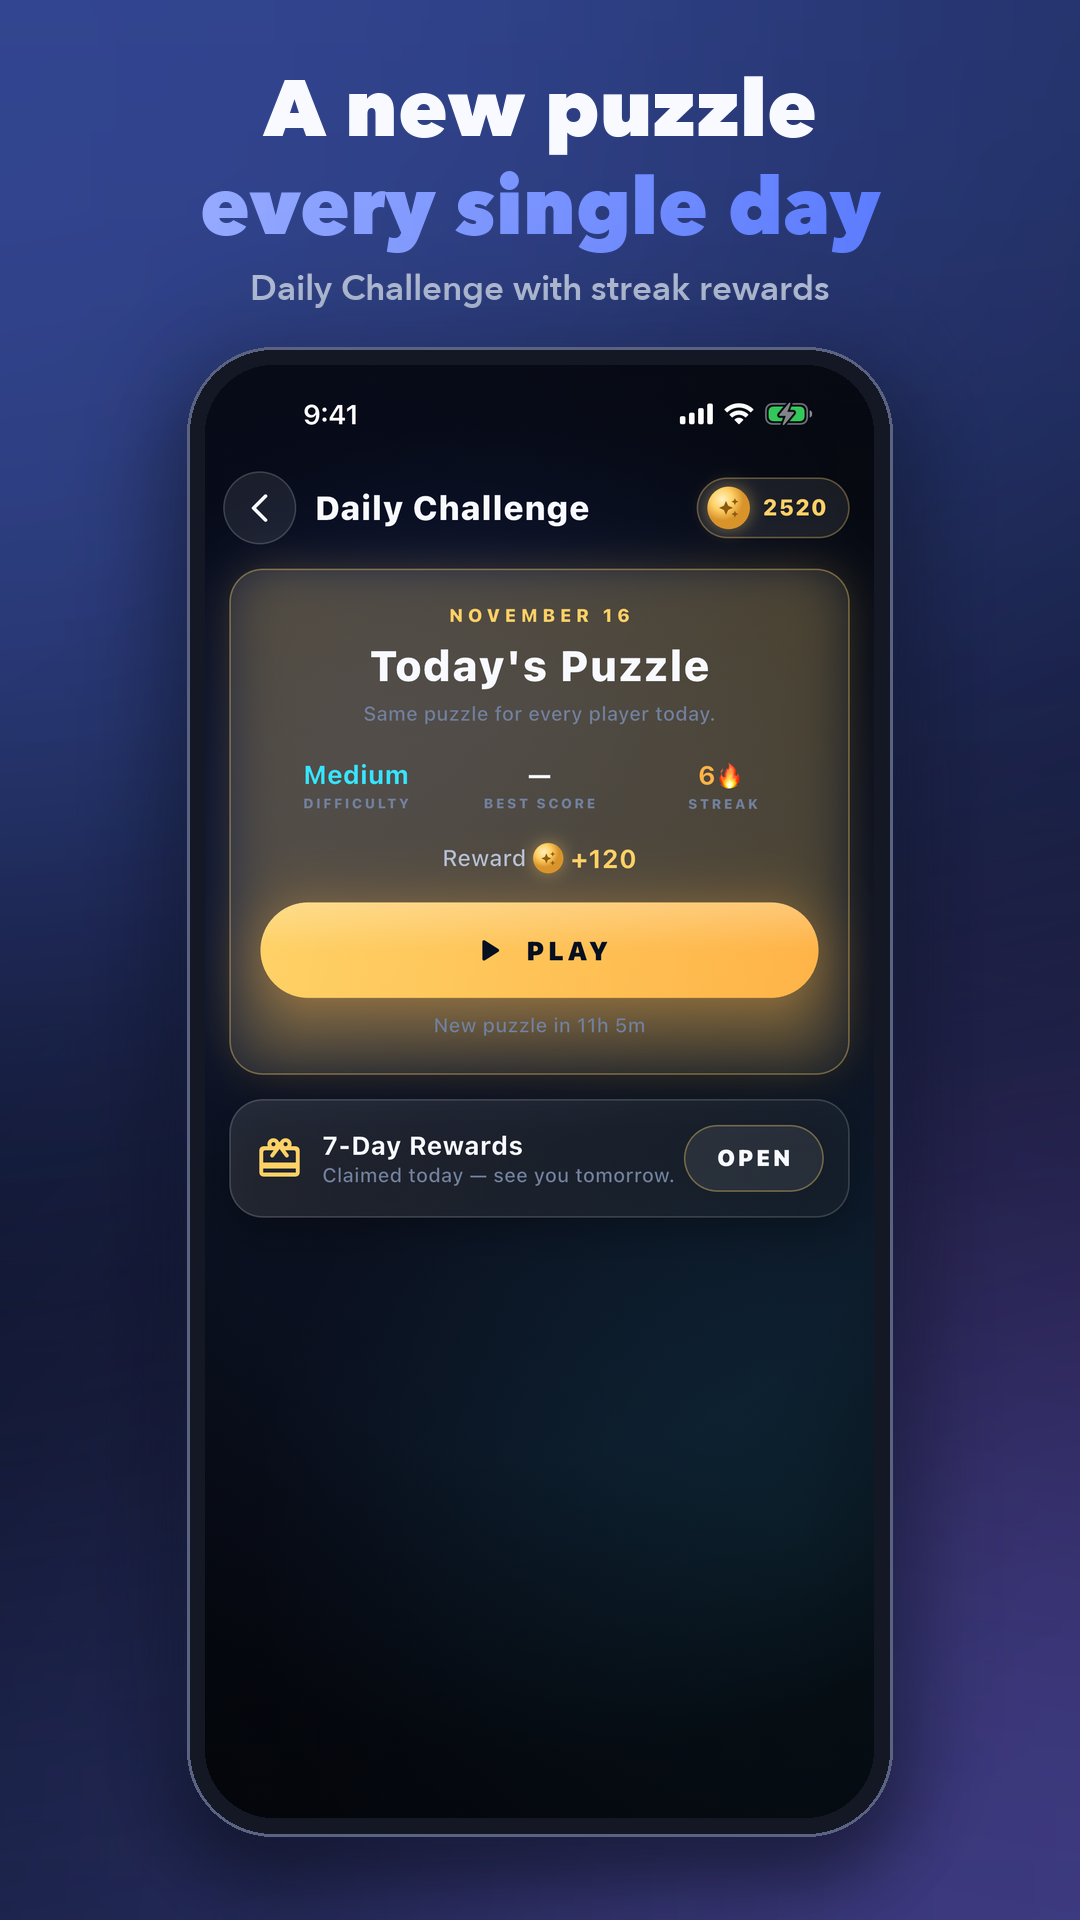 A new puzzle
every single day
Daily Challenge with streak rewards
9:41
Daily Challenge
2520
NOVEMBER 16
Today's Puzzle
Same puzzle for every player today.
Medium — 6🔥
DIFFICULTY BEST SCORE STREAK
Reward +120
PLAY
New puzzle in 11h 5m
7-Day Rewards
Claimed today — see you tomorrow.
OPEN